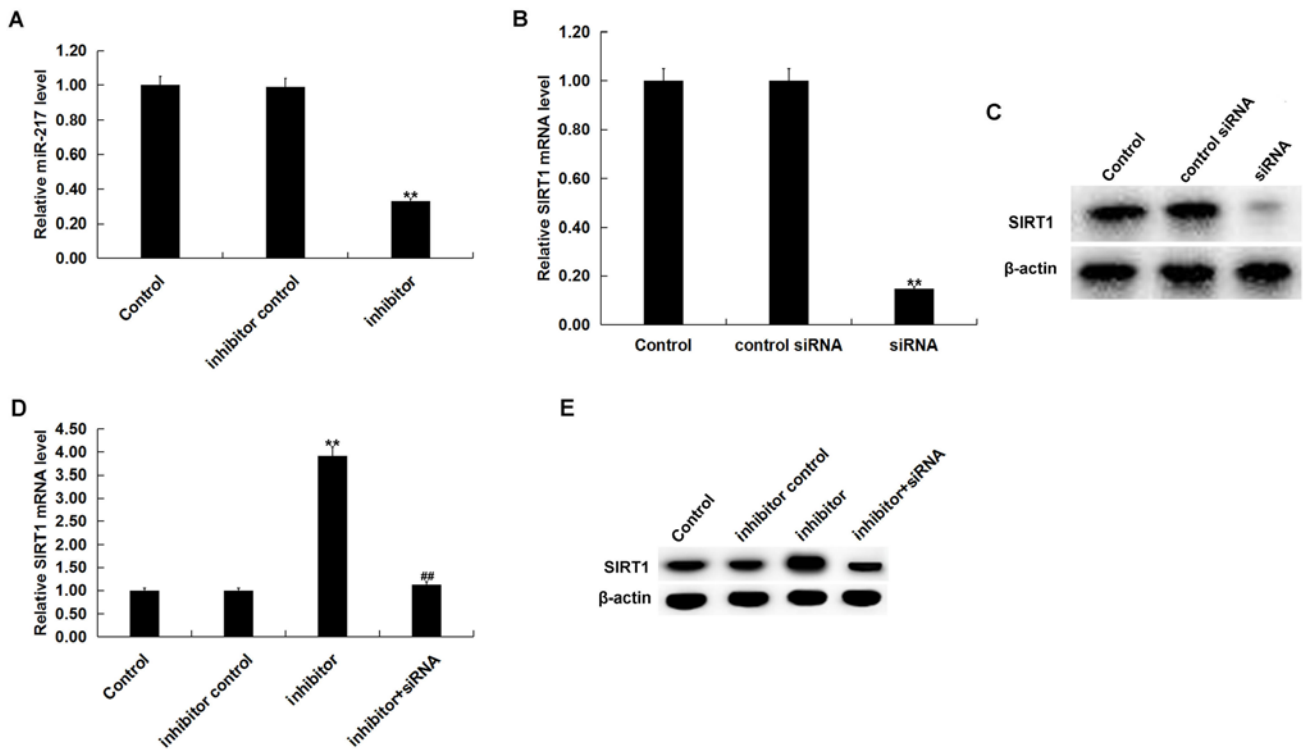 A
Relative miR-217 level
1.20
1.00
0.80
0.60
0.40
0.20
0.00
**
Control
inhibitor control
inhibitor
B
Relative SIRT1 mRNA level
1.20
1.00
0.80
0.60
0.40
0.20
0.00
**
Control
control siRNA
siRNA
C
Control
control siRNA
siRNA
SIRT1
β-actin
D
Relative SIRT1 mRNA level
4.50
4.00
3.50
3.00
2.50
2.00
1.50
1.00
0.50
0.00
**
##
Control
inhibitor control
inhibitor
inhibitor+siRNA
E
Control
inhibitor control
inhibitor
inhibitor+siRNA
SIRT1
β-actin